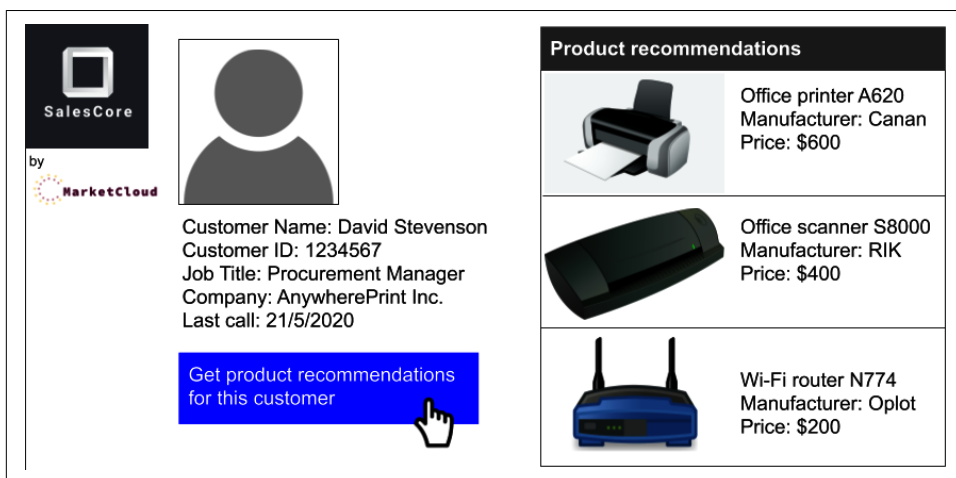 SalesCore
by
MarketCloud
Customer Name: David Stevenson
Customer ID: 1234567
Job Title: Procurement Manager
Company: AnywherePrint Inc.
Last call: 21/5/2020
Get product recommendations
for this customer
Product recommendations
Office printer A620
Manufacturer: Canan
Price: $600
Office scanner S8000
Manufacturer: RIK
Price: $400
Wi-Fi router N774
Manufacturer: Oplot
Price: $200